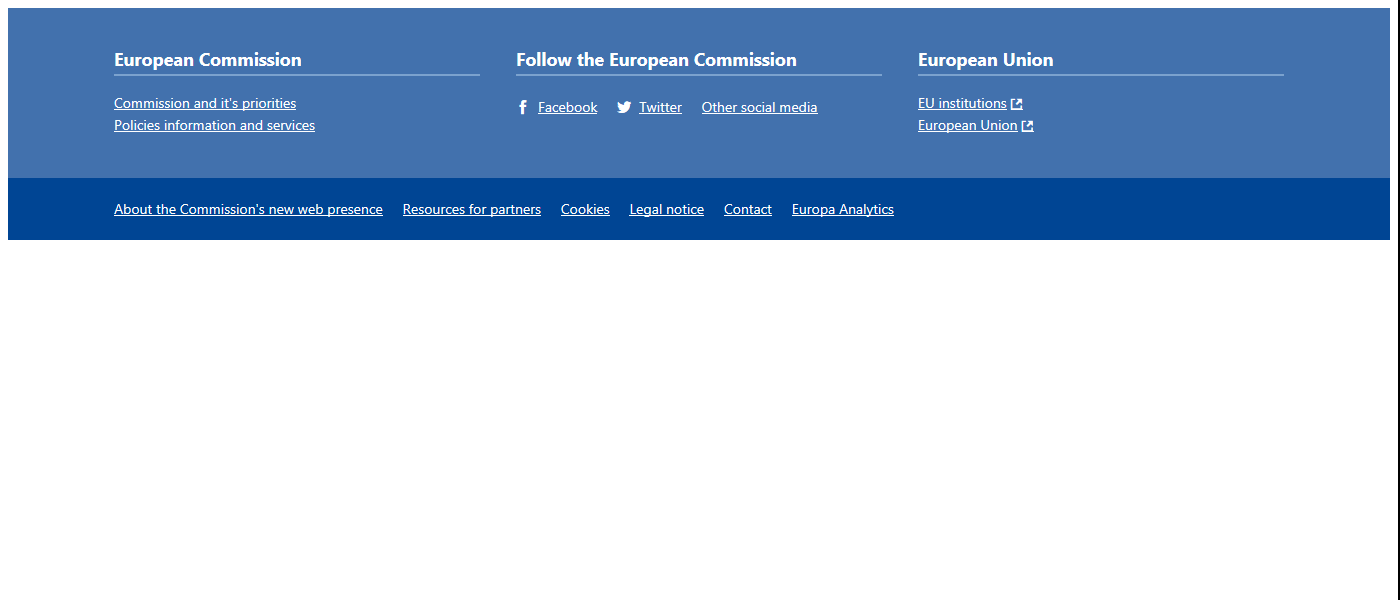 European Commission
Commission and it's priorities
Policies information and services
Follow the European Commission
Facebook Twitter Other social media
European Union
EU institutions
European Union
About the Commission's new web presence Resources for partners Cookies Legal notice Contact Europa Analytics